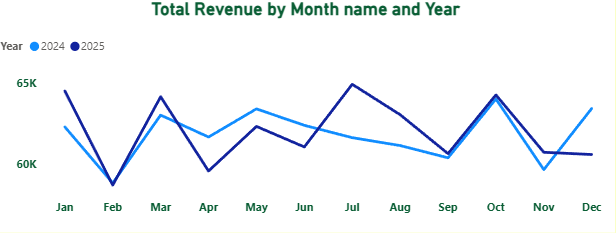 Total Revenue by Month name and Year
Year 2024 2025
65K
60K
Jan Feb Mar Apr May Jun Jul Aug Sep Oct Nov Dec